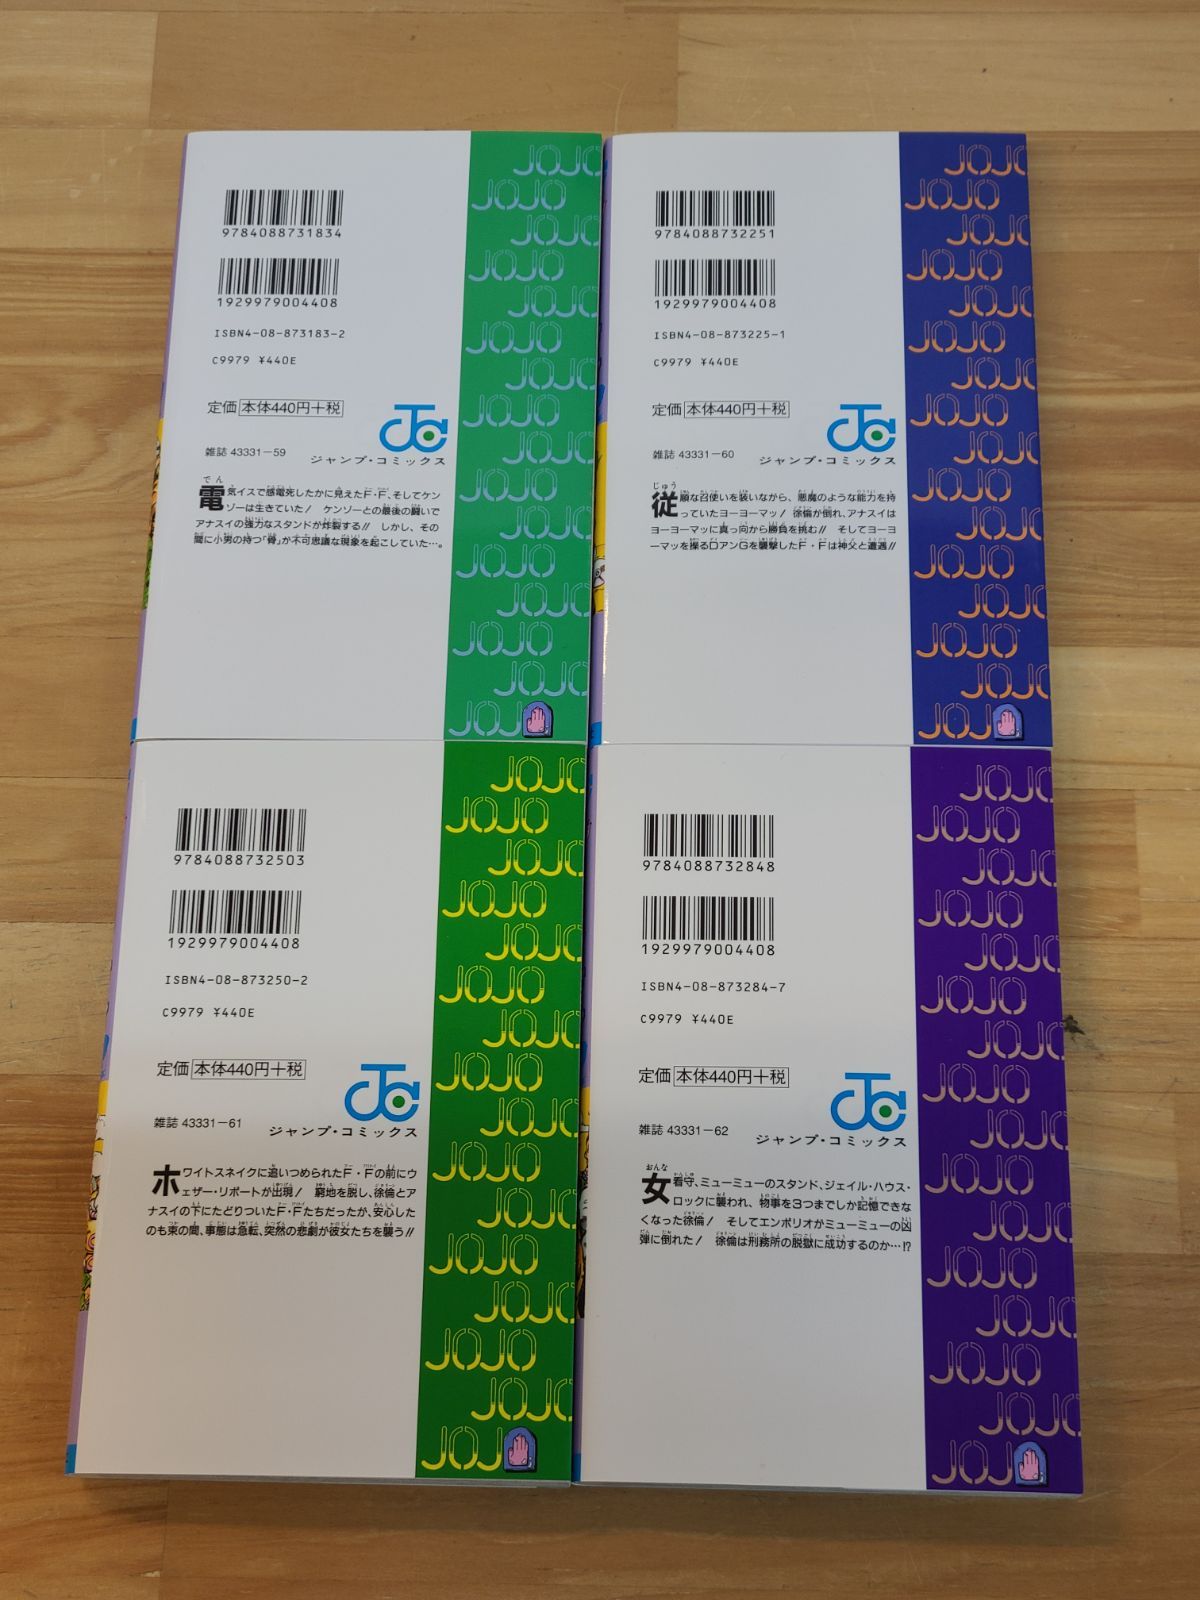 9784088731834
1929979004408
ISBN4-08-873183-2
C9979 ¥440E
定価 本体440円+税
雑誌 43331-59
ジャンプ・コミックス
電気イスで感電死したかに見えたF・F、そしてケン
ゾーは生きていた! ケンゾーとの最後の闘いで
アナスイの強力なスタンドが炸裂する!! しかし、その
間に小男の持つ「骨」が不可思議な現象を起こしていた…。
JOJO
9784088732251
1929979004408
ISBN4-08-873225-1
C9979 ¥440E
定価 本体440円+税
雑誌 43331-60
ジャンプ・コミックス
従順な召使いを装いながら、悪魔のような能力を持
っていたヨーヨーマッ! 徐倫が倒れ、アナスイは
ヨーヨーマッに真っ向から勝負を挑む!! そしてヨーヨ
ーマッを操るDアンGを襲撃したF・Fは神父と遭遇!!
JOJO
9784088732503
1929979004408
ISBN4-08-873250-2
C9979 ¥440E
定価 本体440円+税
雑誌 43331-61
ジャンプ・コミックス
ホワイトスネイクに追いつめられたF・Fの前にウ
ェザー・リポートが出現! 窮地を脱し、徐倫とア
ナスイの下にたどりついたF・Fたちだったが、安心した
のも束の間、事態は急転、突然の悲劇が彼女たちを襲う!!
JOJO
9784088732848
1929979004408
ISBN4-08-873284-7
C9979 ¥440E
定価 本体440円+税
雑誌 43331-62
ジャンプ・コミックス
女看守、ミューミューのスタンド、ジェイル・ハウス・
ロックに襲われ、物事を3つまでしか記憶できな
くなった徐倫! そしてエンポリオがミューミューの凶
弾に倒れた! 徐倫は刑務所の脱獄に成功するのか…!?
JOJO